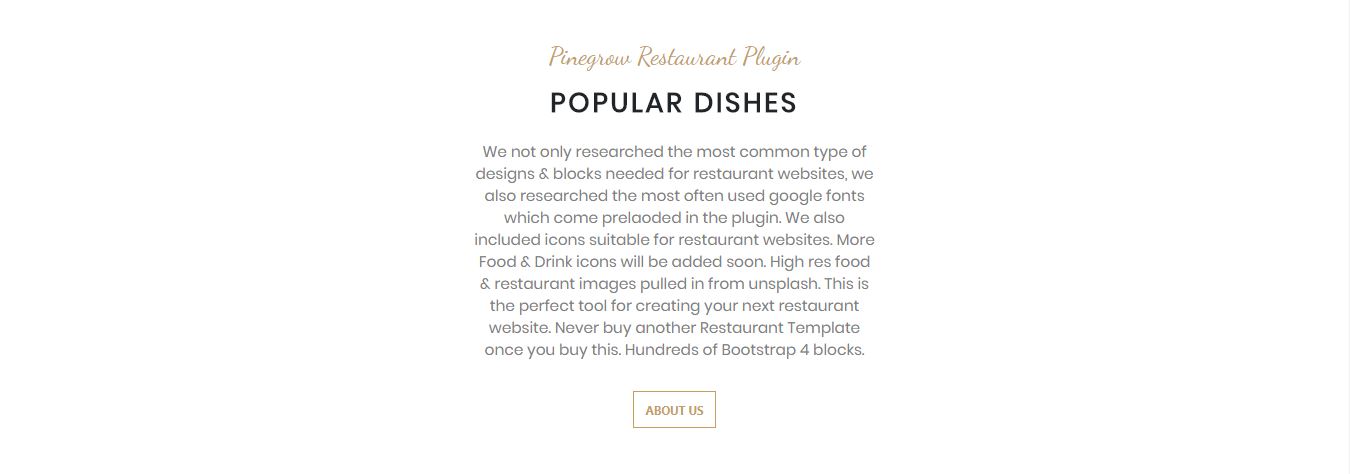 Pinegrow Restaurant Plugin
POPULAR DISHES
We not only researched the most common type of
designs & blocks needed for restaurant websites, we
also researched the most often used google fonts
which come prelaoded in the plugin. We also
included icons suitable for restaurant websites. More
Food & Drink icons will be added soon. High res food
& restaurant images pulled in from unsplash. This is
the perfect tool for creating your next restaurant
website. Never buy another Restaurant Template
once you buy this. Hundreds of Bootstrap 4 blocks.
ABOUT US